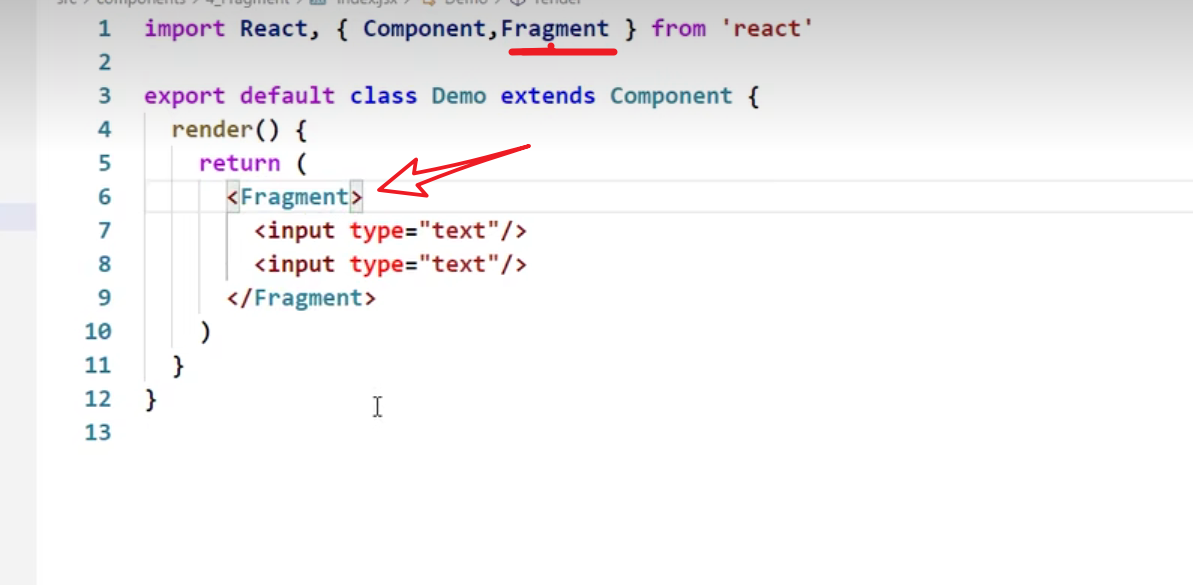 src > components > 4_Fragment > index.jsx > Demo > render
1 import React, { Component,Fragment } from 'react'
2
3 export default class Demo extends Component {
4 render() {
5 return (
6 <Fragment>
7 <input type="text"/>
8 <input type="text"/>
9 </Fragment>
10 )
11 }
12 }
13